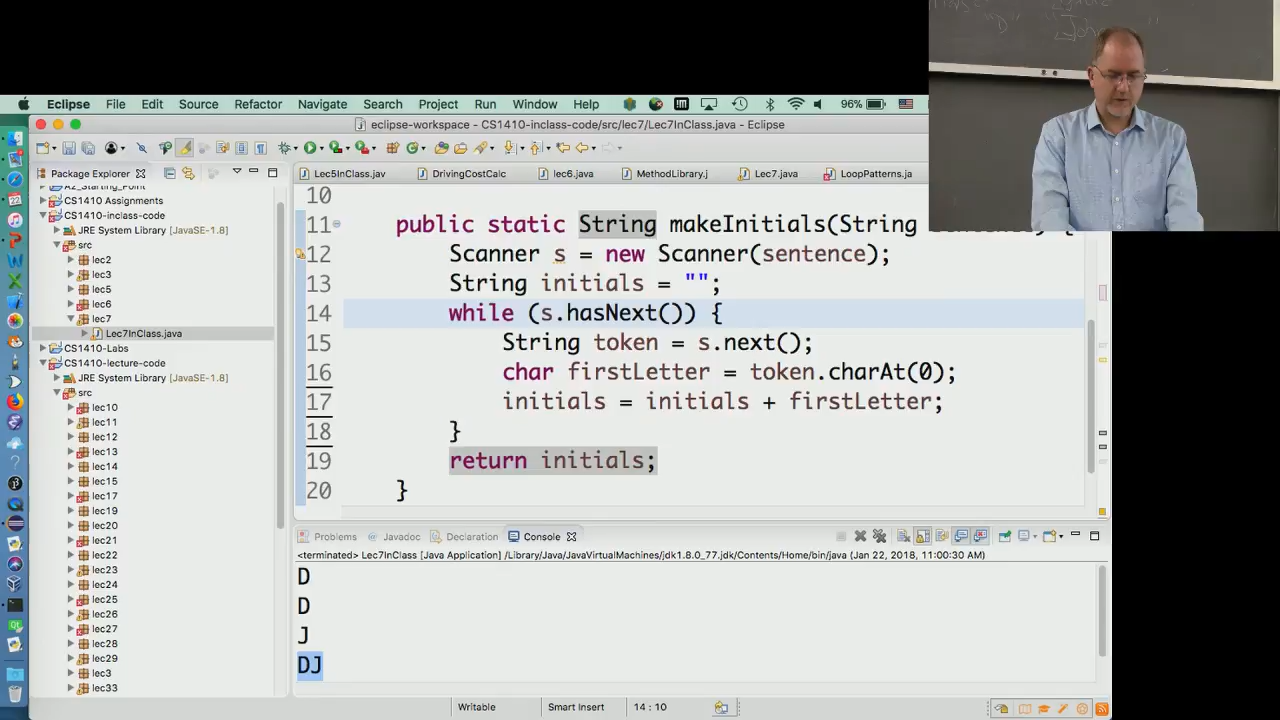 "D"
Joh
Eclipse File Edit Source Refactor Navigate Search Project Run Window Help 96%
eclipse-workspace - CS1410-inclass-code/src/lec7/Lec7InClass.java - Eclipse
Package Explorer
Lec5InClass.jav DrivingCostCalc lec6.java MethodLibrary.j Lec7.java LoopPatterns.ja
A2_Starting_Point
CS1410 Assignments
CS1410-inclass-code
JRE System Library [JavaSE-1.8]
src
lec2
lec3
lec5
lec6
lec7
Lec7InClass.java
CS1410-Labs
CS1410-lecture-code
JRE System Library [JavaSE-1.8]
src
lec10
lec11
lec12
lec13
lec14
lec15
lec17
lec19
lec20
lec21
lec22
lec23
lec24
lec25
lec26
lec27
lec28
lec29
lec3
lec33
10
11 public static String makeInitials(String sentence) {
12 Scanner s = new Scanner(sentence);
13 String initials = "";
14 while (s.hasNext()) {
15 String token = s.next();
16 char firstLetter = token.charAt(0);
17 initials = initials + firstLetter;
18 }
19 return initials;
20 }
Problems @ Javadoc Declaration Console
<terminated> Lec7InClass [Java Application] /Library/Java/JavaVirtualMachines/jdk1.8.0_77.jdk/Contents/Home/bin/java (Jan 22, 2018, 11:00:30 AM)
D
D
J
DJ
Writable Smart Insert 14 : 10